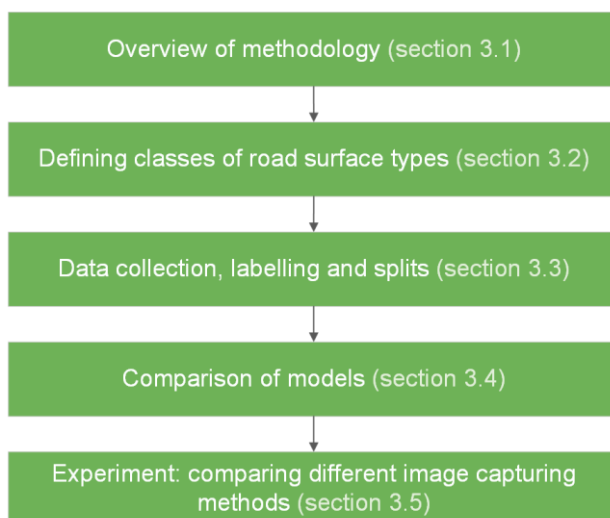 Overview of methodology (section 3.1)
Defining classes of road surface types (section 3.2)
Data collection, labelling and splits (section 3.3)
Comparison of models (section 3.4)
Experiment: comparing different image capturing
methods (section 3.5)